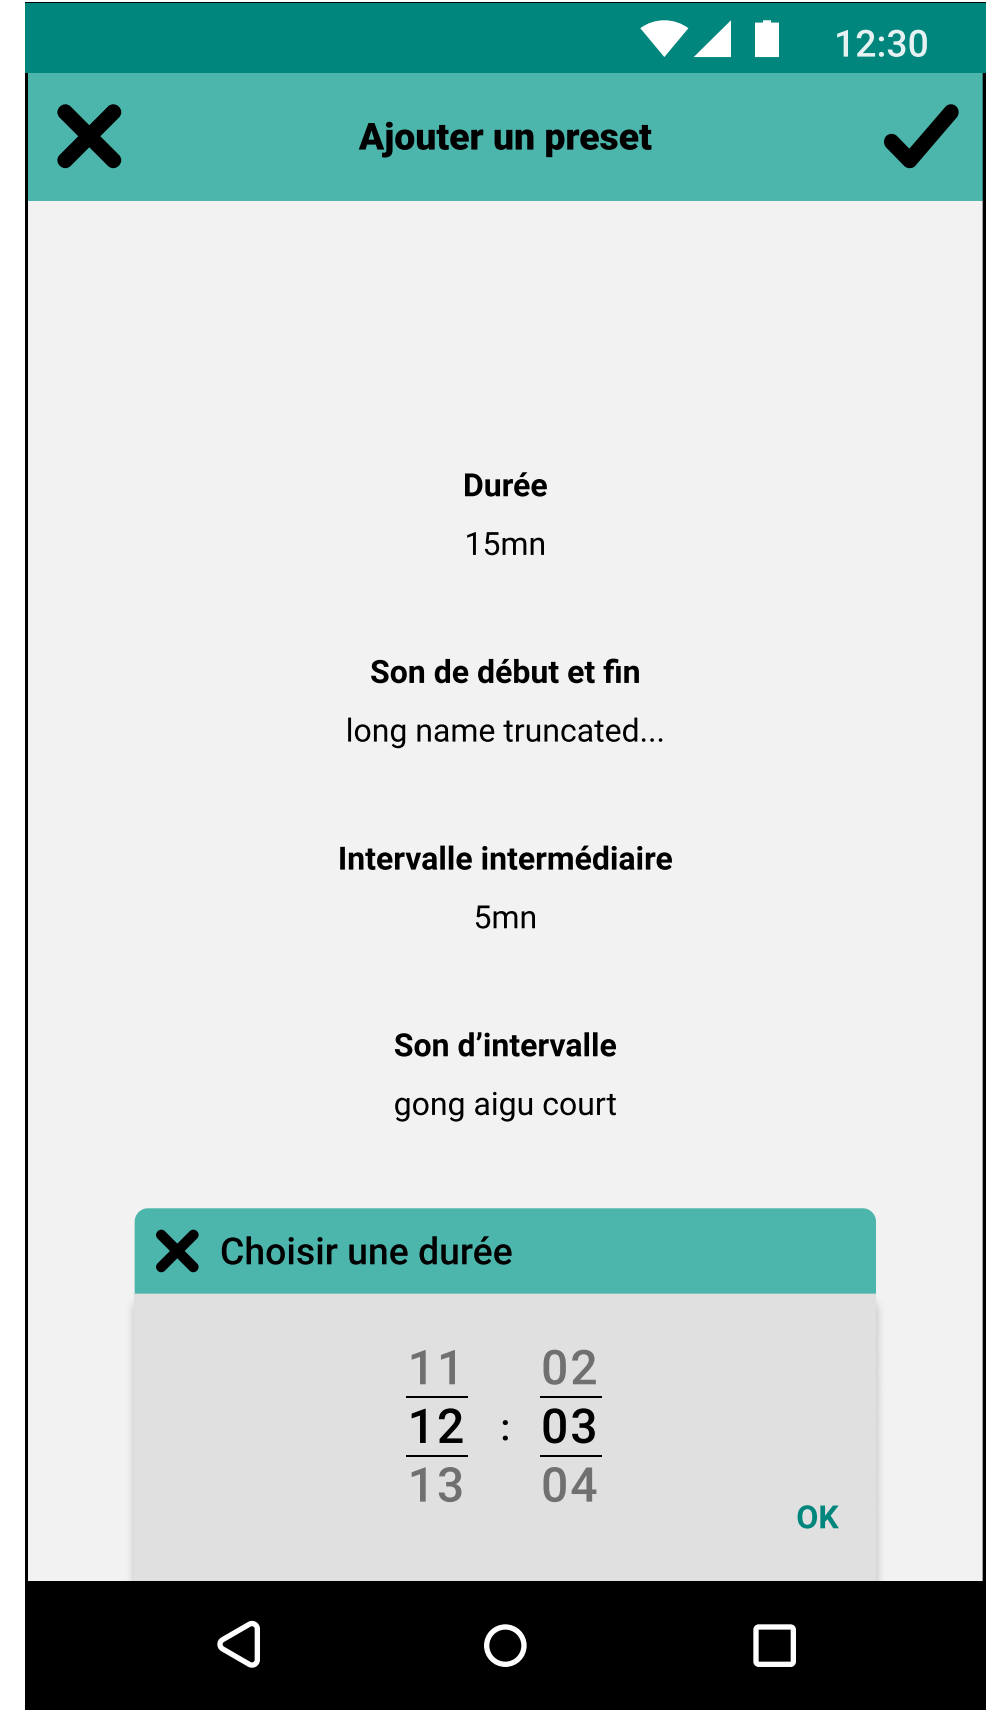 12:30
Ajouter un preset
Durée
15mn
Son de début et fin
long name truncated...
Intervalle intermédiaire
5mn
Son d’intervalle
gong aigu court
Choisir une durée
11 02
12 : 03
13 04
OK